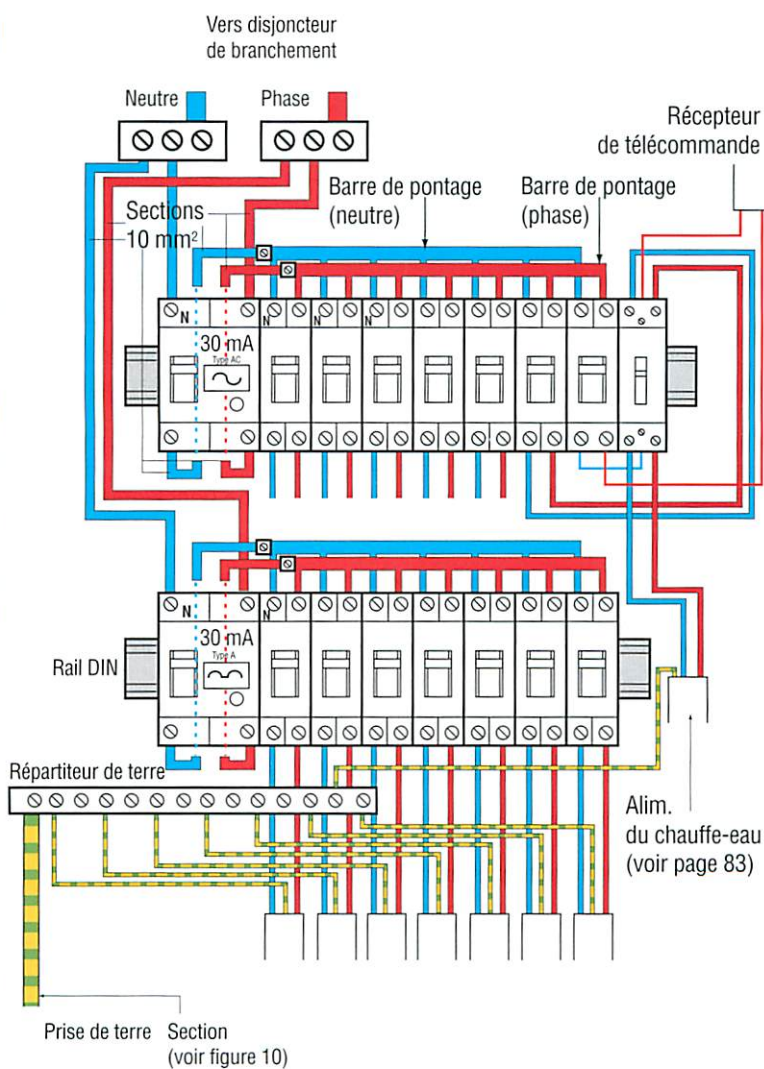 Vers disjoncteur
de branchement
Neutre
Phase
Récepteur
de télécommande
Barre de pontage
(neutre)
Barre de pontage
(phase)
Sections
10 mm²
N
30 mA
Type AC
N
N
N
N
30 mA
Type A
N
Rail DIN
Répartiteur de terre
Alim.
du chauffe-eau
(voir page 83)
Prise de terre
Section
(voir figure 10)